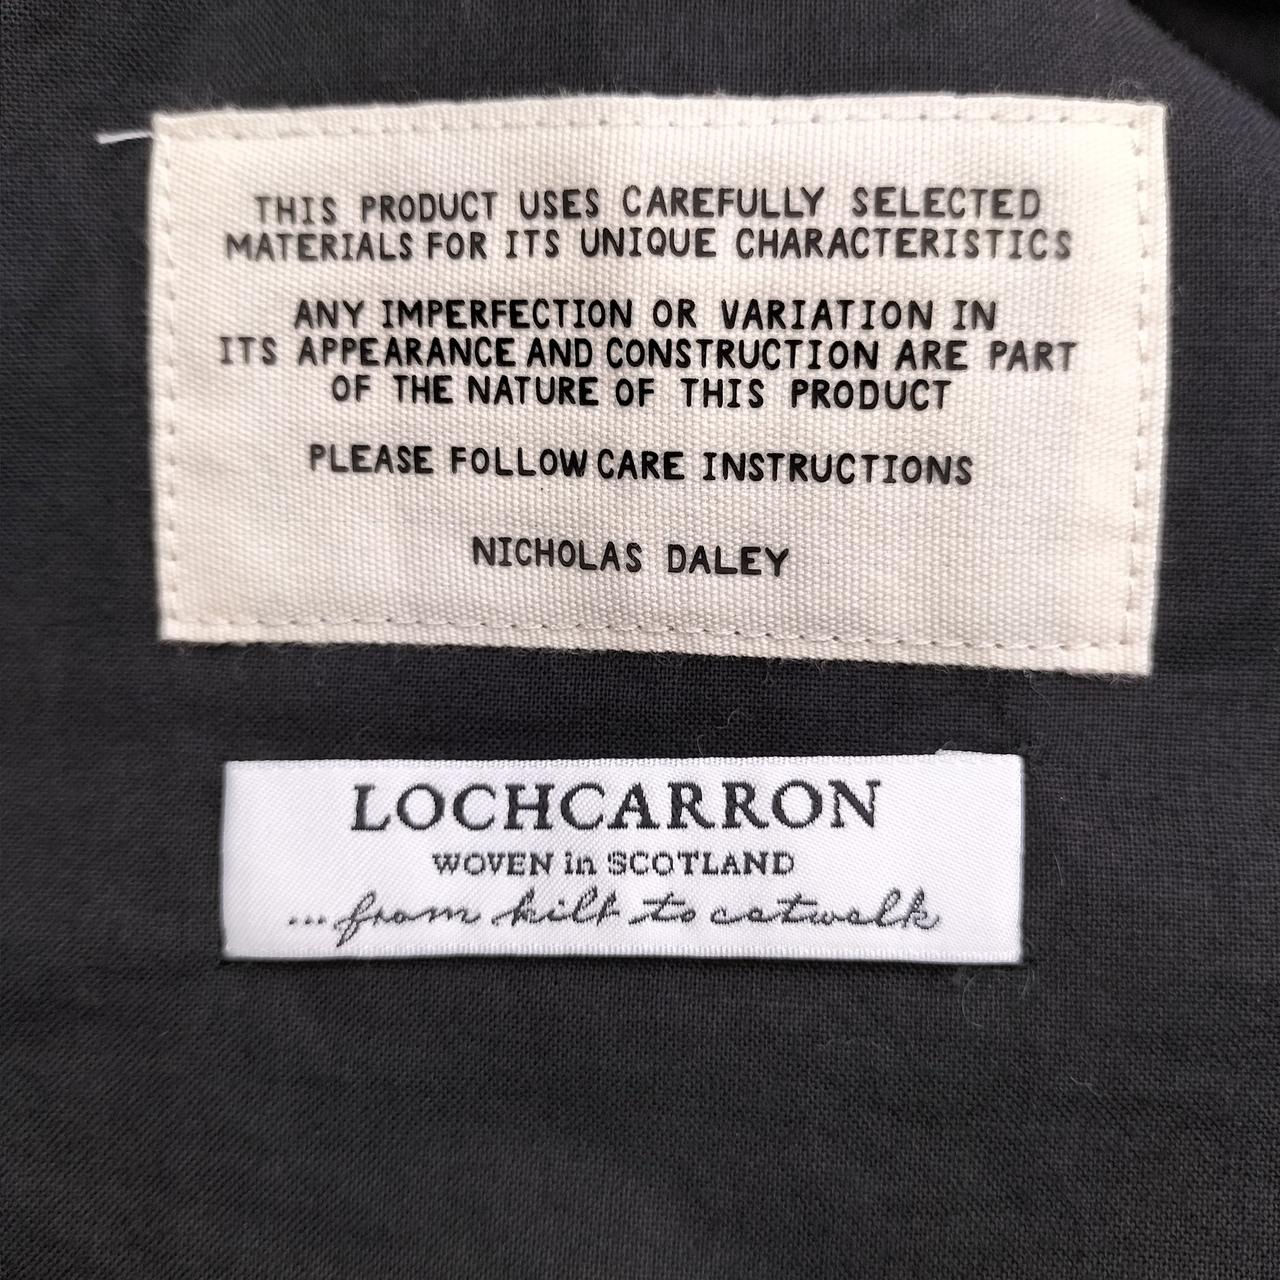 THIS PRODUCT USES CAREFULLY SELECTED
MATERIALS FOR ITS UNIQUE CHARACTERISTICS
ANY IMPERFECTION OR VARIATION IN
ITS APPEARANCE AND CONSTRUCTION ARE PART
OF THE NATURE OF THIS PRODUCT
PLEASE FOLLOW CARE INSTRUCTIONS
NICHOLAS DALEY
LOCHCARRON
WOVEN in SCOTLAND
...from kilt to catwalk